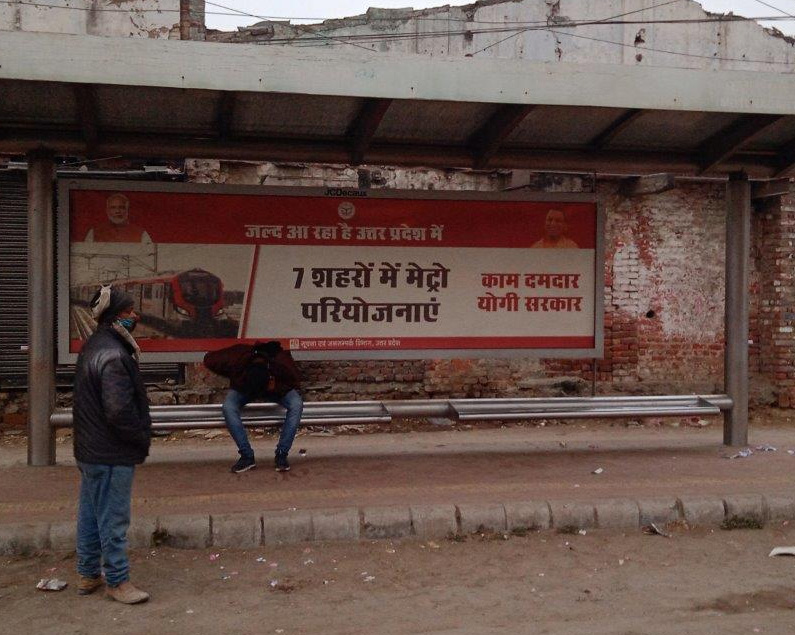 JCDecaux
जल्द आ रहा है उत्तर प्रदेश में
7 शहरों में मेट्रो
परियोजनाएं
काम दमदार
योगी सरकार
सूचना एवं जनसम्पर्क विभाग, उत्तर प्रदेश